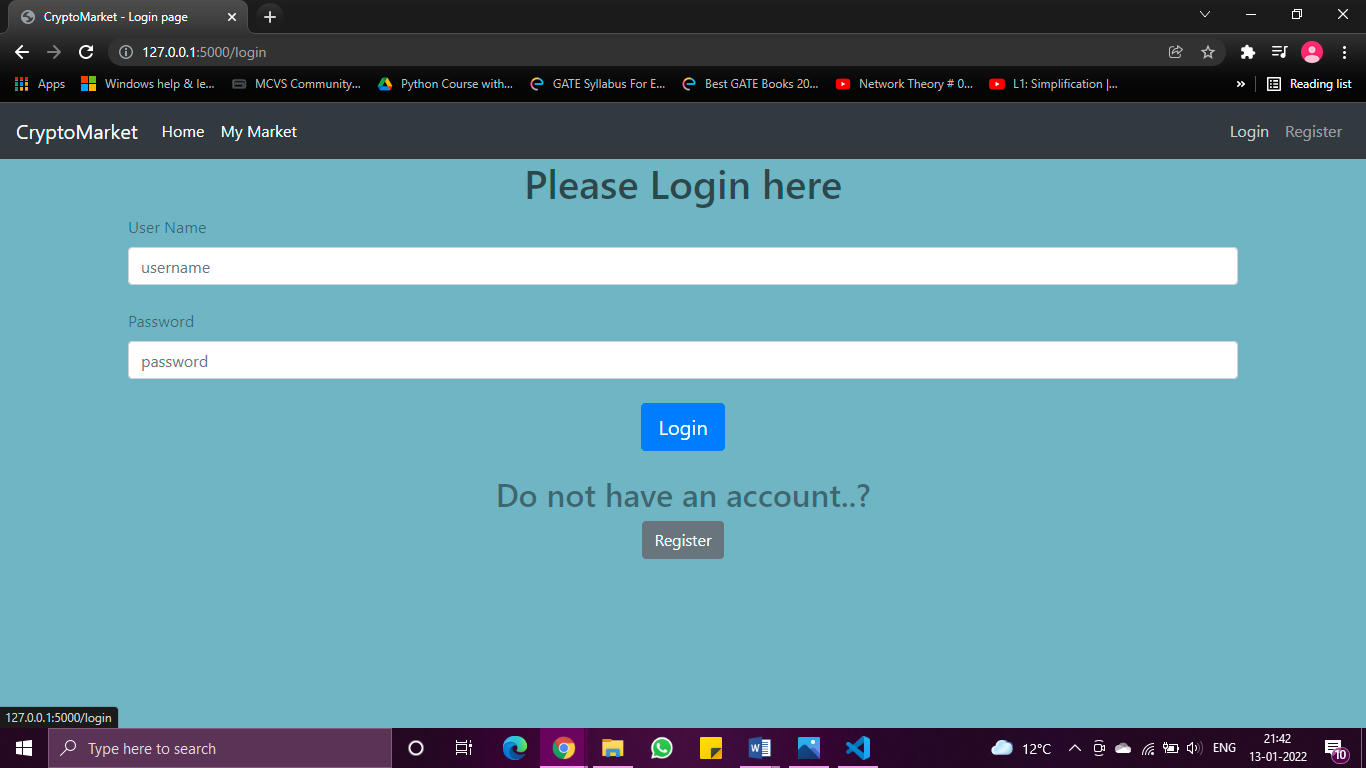 CryptoMarket - Login page
127.0.0.1:5000/login
Apps Windows help & le... MCVS Community... Python Course with... GATE Syllabus For E... Best GATE Books 20... Network Theory # 0... L1: Simplification |... » Reading list
CryptoMarket Home My Market Login Register
Please Login here
User Name
username
Password
password
Login
Do not have an account..?
Register
127.0.0.1:5000/login
Type here to search 12°C ENG 21:42
13-01-2022 10